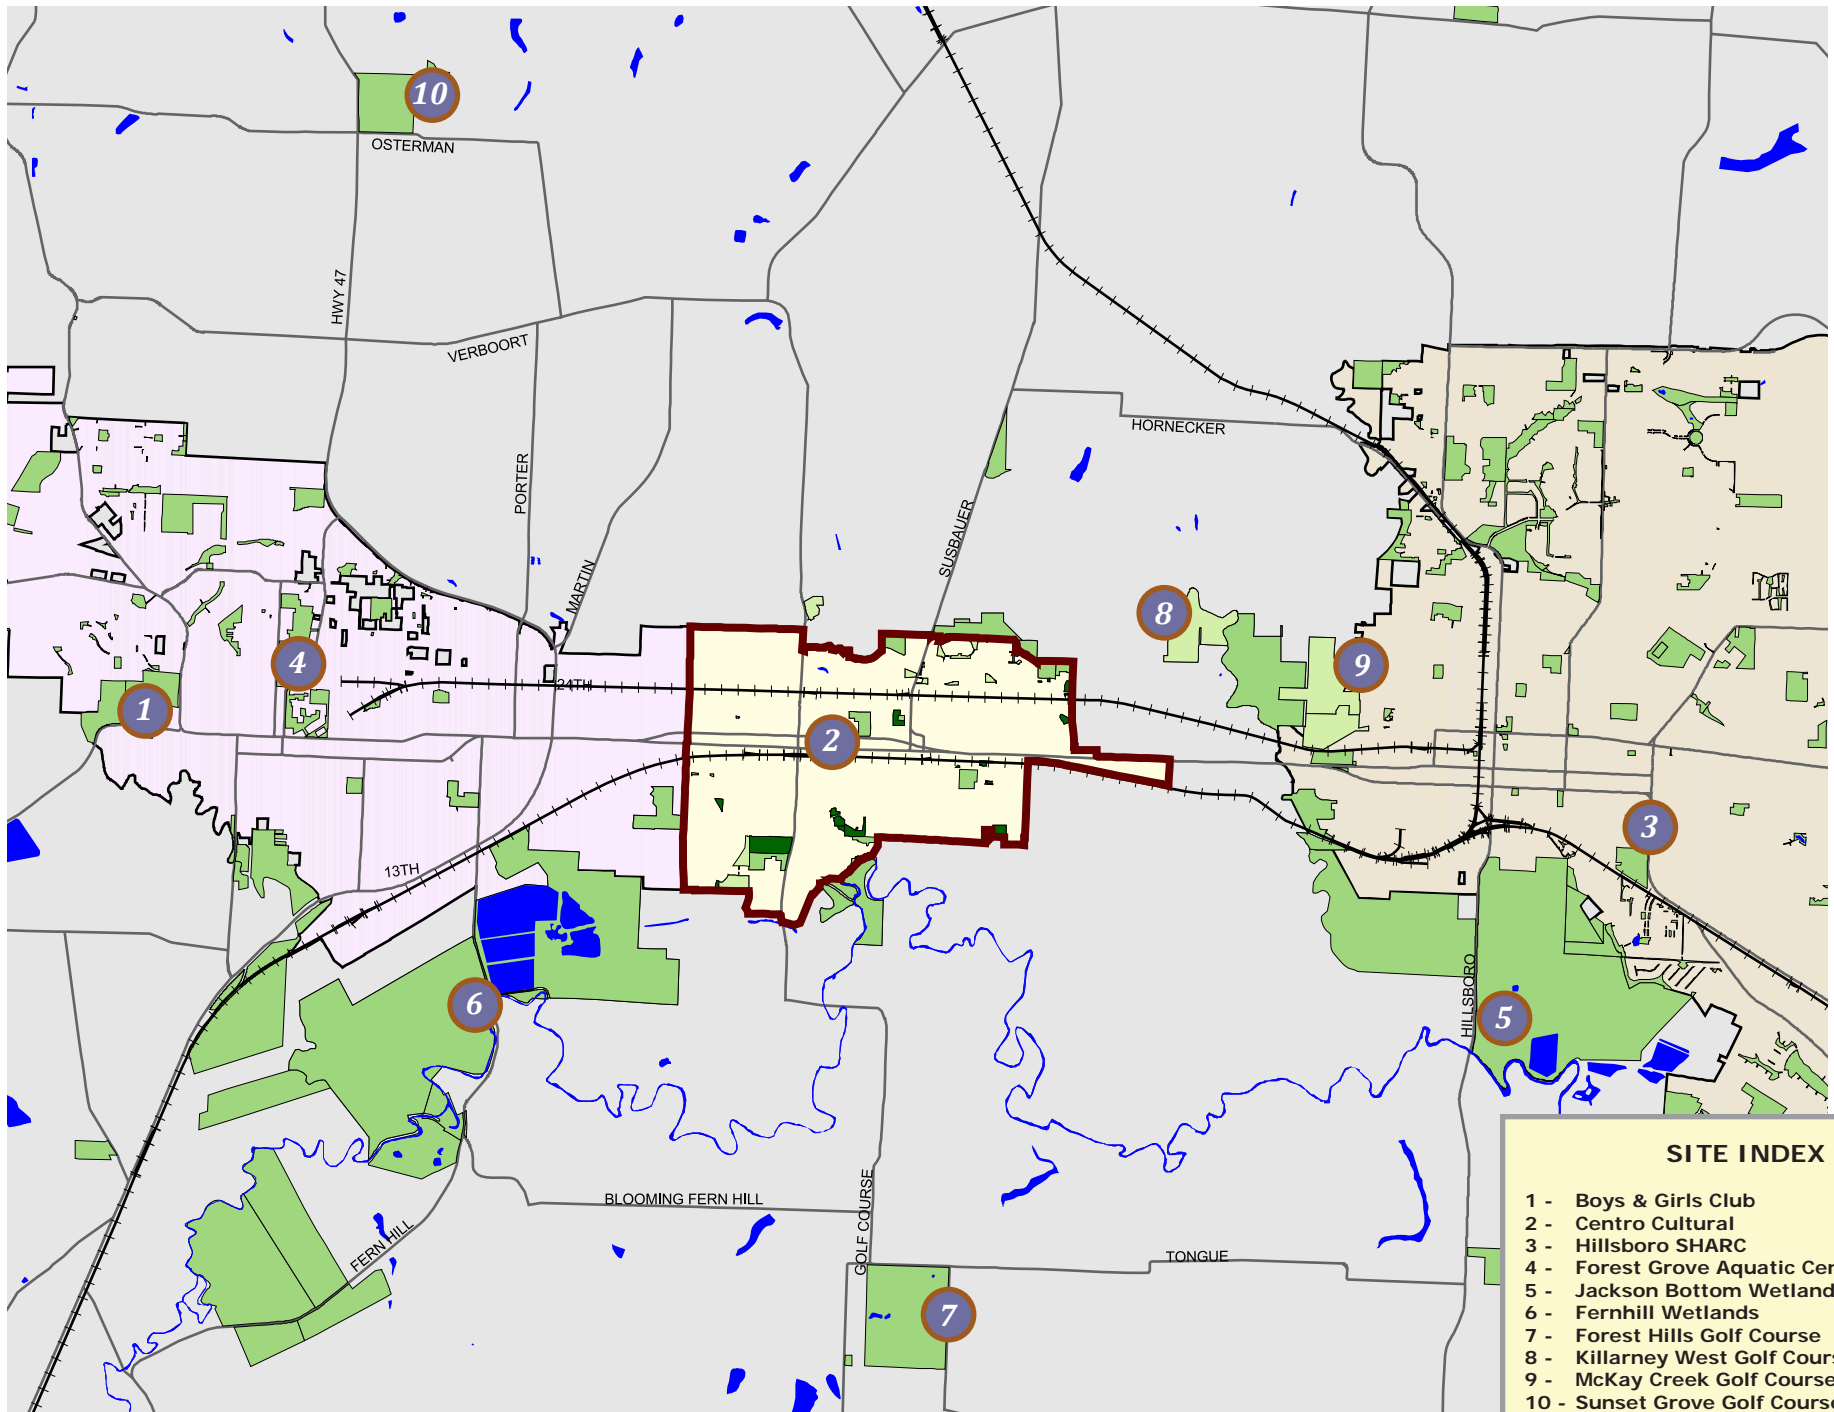 10
OSTERMAN
HWY 47
VERBOORT
HORNECKER
PORTER
SUSBAUER
MARTIN
8
4
9
24TH
1
2
3
13TH
HILLSBORO
6
5
BLOOMING FERN HILL
GOLF COURSE
FERN HILL
TONGUE
7
SITE INDEX
1 - Boys & Girls Club
2 - Centro Cultural
3 - Hillsboro SHARC
4 - Forest Grove Aquatic Cen
5 - Jackson Bottom Wetland
6 - Fernhill Wetlands
7 - Forest Hills Golf Course
8 - Killarney West Golf Cours
9 - McKay Creek Golf Course
10 - Sunset Grove Golf Course